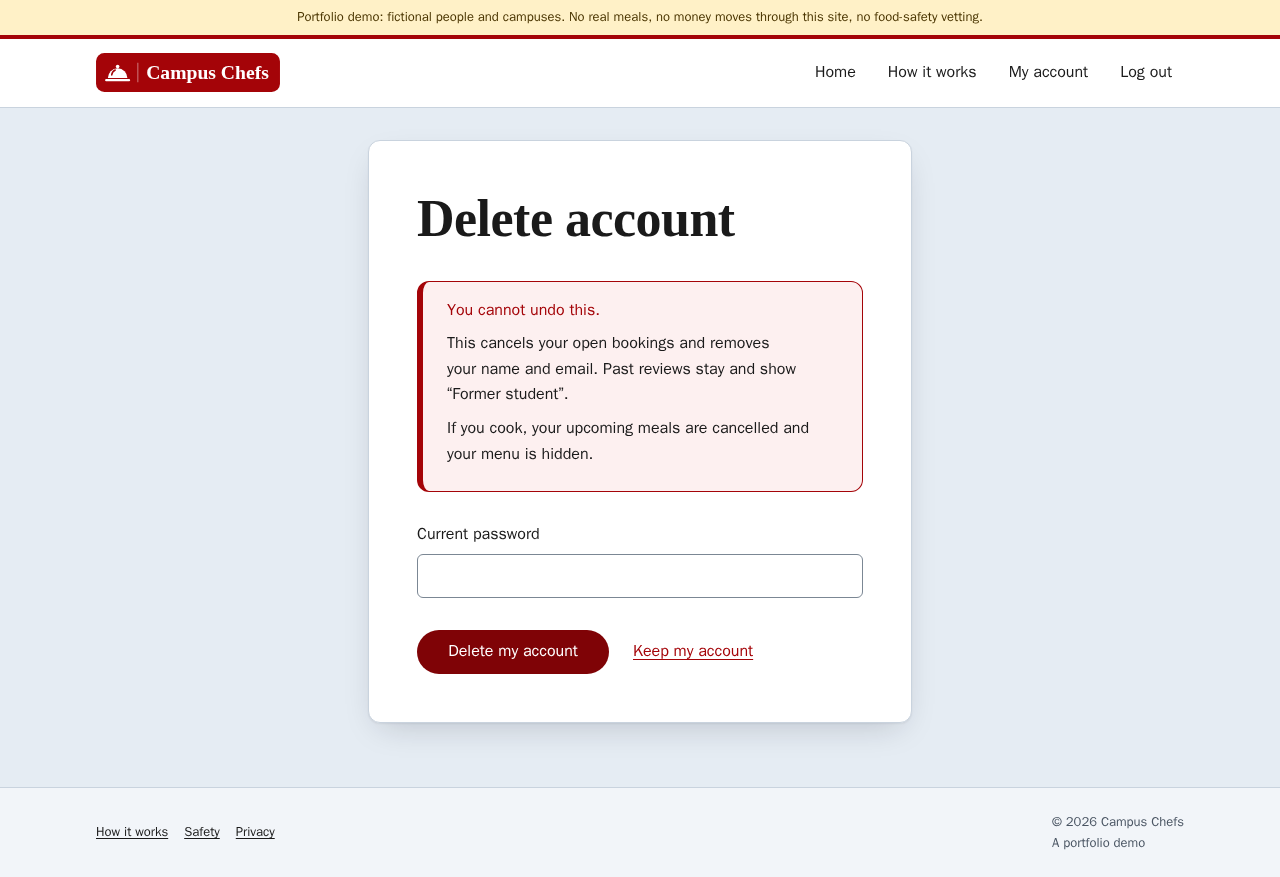 Portfolio demo: fictional people and campuses. No real meals, no money moves through this site, no food-safety vetting.
Campus Chefs
Home
How it works
My account
Log out
Delete account
You cannot undo this.
This cancels your open bookings and removes
your name and email. Past reviews stay and show
“Former student”.
If you cook, your upcoming meals are cancelled and
your menu is hidden.
Current password
Delete my account
Keep my account
How it works
Safety
Privacy
© 2026 Campus Chefs
A portfolio demo